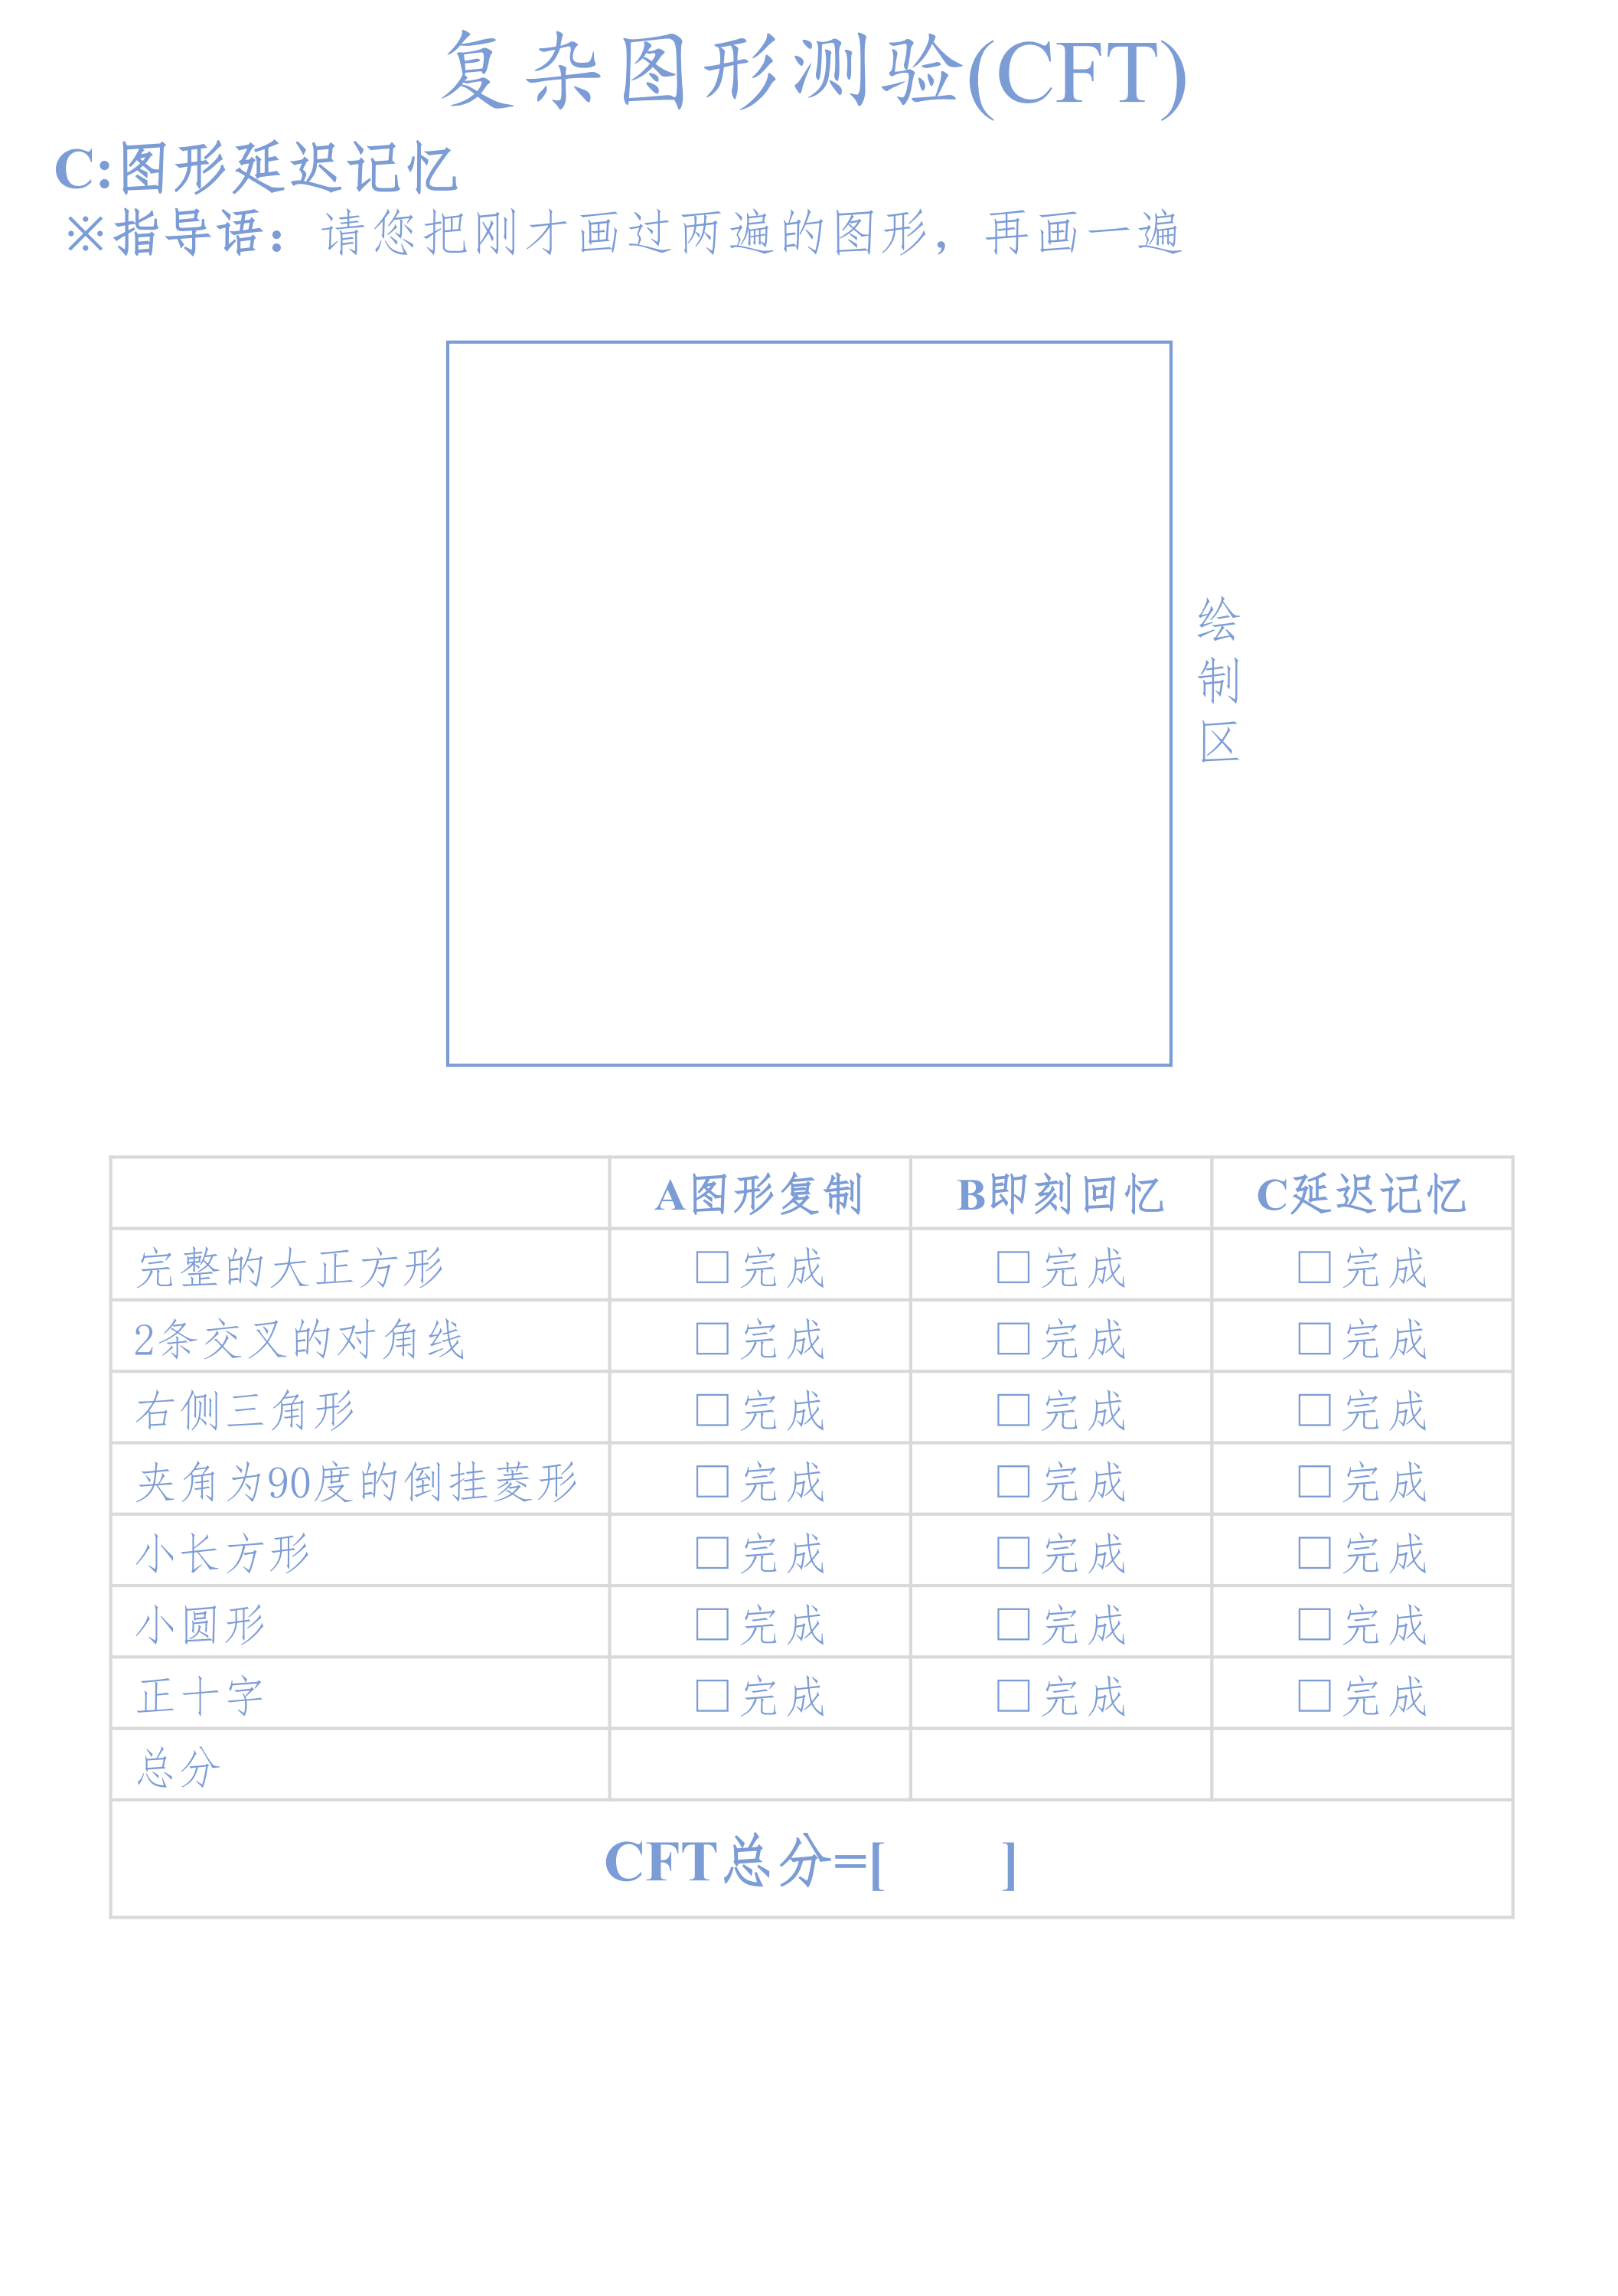 复杂图形测验(CFT)
C:图形延迟记忆
※指导语：请您把刚才画过两遍的图形，再画一遍
绘制区
A图形复制 B即刻回忆 C延迟记忆
完整的大正方形 □完成 □完成 □完成
2条交叉的对角线 □完成 □完成 □完成
右侧三角形 □完成 □完成 □完成
夹角为90度的倒挂菱形 □完成 □完成 □完成
小长方形 □完成 □完成 □完成
小圆形 □完成 □完成 □完成
正十字 □完成 □完成 □完成
总分
CFT总分=[ ]